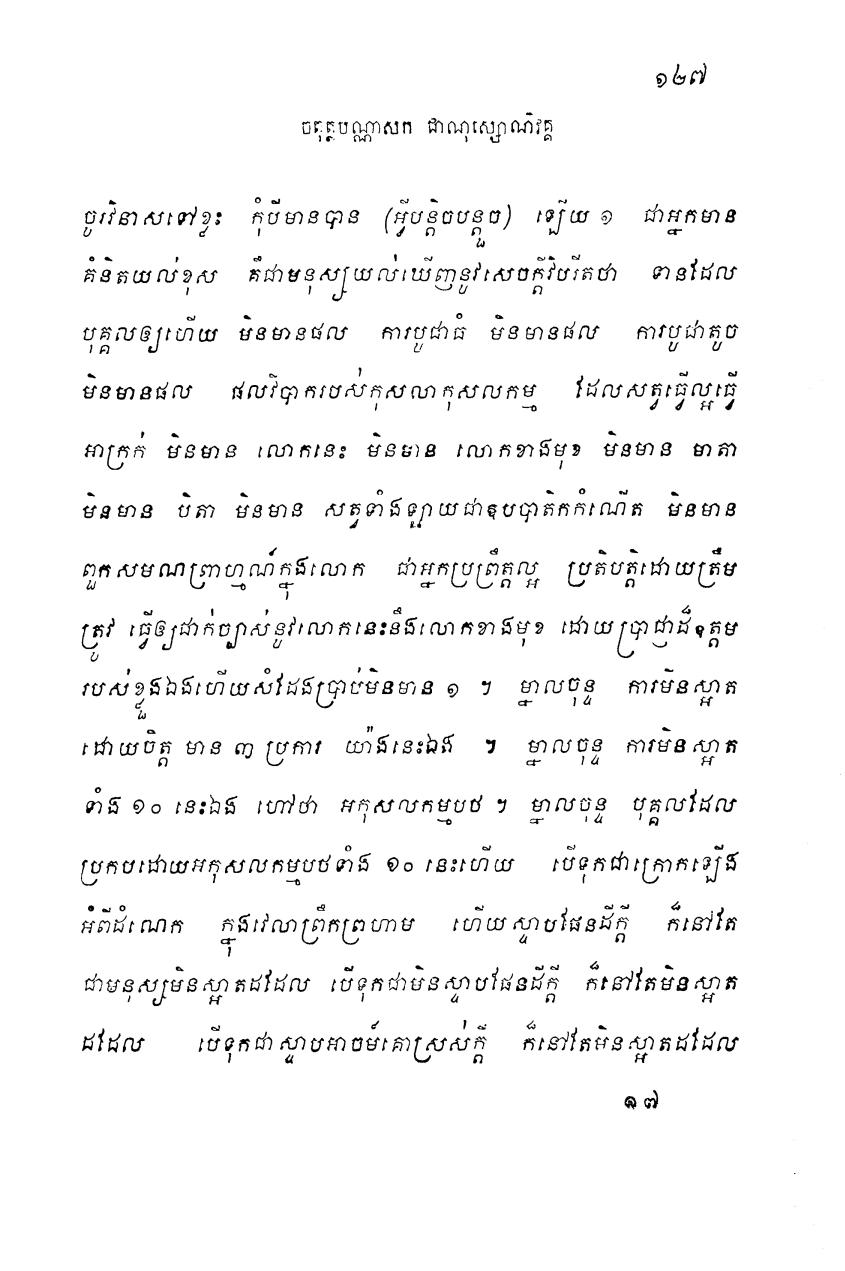 ១២៧
ចតុត្ថបណ្ណាសក ជាណុស្សោណិវគ្គ
ចូរវិនាសទៅខ្លះ កុំបីមានបាន (អ្វីបន្តិចបន្តួច) ឡើយ ១ ជាអ្នកមាន
គំនិតយល់ខុស គឺជាមនុស្សយល់ឃើញនូវសេចក្តីវិបរីតថា ទានដែល
បុគ្គលឲ្យហើយ មិនមានផល ការបូជាធំ មិនមានផល ការបូជាតូច
មិនមានផល ផលវិបាករបស់កុសលាកុសលកម្ម ដែលសត្វធ្វើល្អធ្វើ
អាក្រក់ មិនមាន លោកនេះ មិនមាន លោកខាងមុខ មិនមាន មាតា
មិនមាន បិតា មិនមាន សត្វទាំងឡាយជាឧបបាតិកកំណើត មិនមាន
ពួកសមណព្រាហ្មណ៍ក្នុងលោក ជាអ្នកប្រព្រឹត្តល្អ ប្រតិបត្តិដោយត្រឹម
ត្រូវ ធ្វើឲ្យជាក់ច្បាស់នូវលោកនេះនឹងលោកខាងមុខ ដោយប្រាជ្ញាដ៏ឧត្តម
របស់ខ្លួនឯងហើយសំដែងប្រាប់មិនមាន ១ ។ ម្នាលចុន្ទ ការមិនស្អាត
ដោយចិត្ត មាន ៣ ប្រការ យ៉ាងនេះឯង ។ ម្នាលចុន្ទ ការមិនស្អាត
ទាំង ១០ នេះឯង ហៅថា អកុសលកម្មបថ ។ ម្នាលចុន្ទ បុគ្គលដែល
ប្រកបដោយអកុសលកម្មបថទាំង ១០ នេះហើយ បើទុកជាក្រោកឡើង
អំពីដំណេក ក្នុងវេលាព្រឹកព្រហាម ហើយស្ទាបផែនដីក្តី ក៏នៅតែ
ជាមនុស្សមិនស្អាតដដែល បើទុកជាមិនស្ទាបផែនដីក្តី ក៏នៅតែមិនស្អាត
ដដែល បើទុកជាស្ទាបអាចម៍គោស្រស់ក្តី ក៏នៅតែមិនស្អាតដដែល
១៧